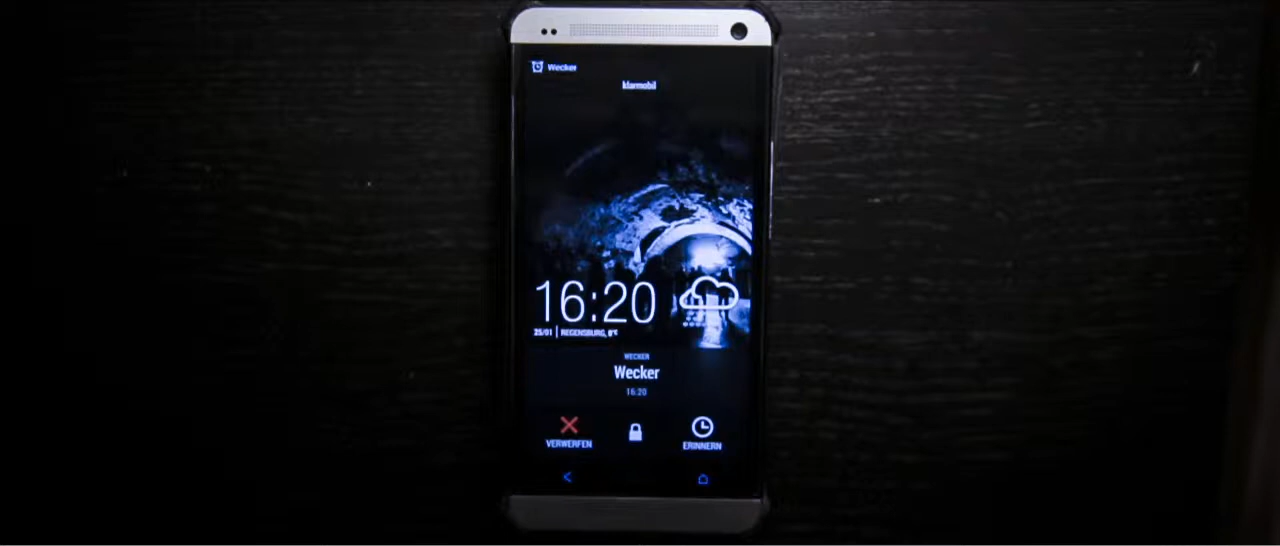 Wecker
klarmobil
16:20
25/01 | REGENSBURG, 8°C
WECKER
Wecker
16:20
VERWERFEN
ERINNERN